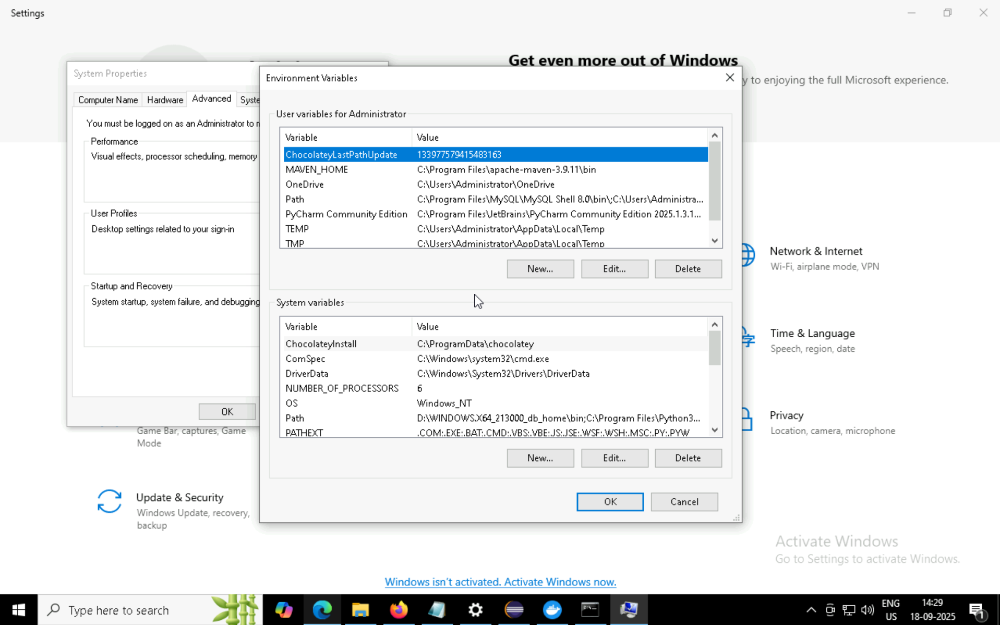 Settings
Get even more out of Windows
y to enjoying the full Microsoft experience.
System Properties
Computer Name
Hardware
Advanced
Syste
You must be logged on as an Administrator to m
Performance
Visual effects, processor scheduling, memory
User Profiles
Desktop settings related to your sign-in
Startup and Recovery
System startup, system failure, and debugging
OK
Environment Variables
User variables for Administrator
Variable Value
ChocolateyLastPathUpdate 133977579415483163
MAVEN_HOME C:\Program Files\apache-maven-3.9.11\bin
OneDrive C:\Users\Administrator\OneDrive
Path C:\Program Files\MySQL\MySQL Shell 8.0\bin\;C:\Users\Administra...
PyCharm Community Edition C:\Program Files\JetBrains\PyCharm Community Edition 2025.1.3.1...
TEMP C:\Users\Administrator\AppData\Local\Temp
TMP C:\Users\Administrator\AppData\Local\Temp
New... Edit... Delete
System variables
Variable Value
ChocolateyInstall C:\ProgramData\chocolatey
ComSpec C:\Windows\system32\cmd.exe
DriverData C:\Windows\System32\Drivers\DriverData
NUMBER_OF_PROCESSORS 6
OS Windows_NT
Path D:\WINDOWS.X64_213000_db_home\bin;C:\Program Files\Python3...
PATHEXT .COM;.EXE;.BAT;.CMD;.VBS;.VBE;.JS;.JSE;.WSF;.WSH;.MSC;.PY;.PYW
New... Edit... Delete
OK Cancel
Network & Internet
Wi-Fi, airplane mode, VPN
Time & Language
Speech, region, date
Privacy
Location, camera, microphone
Game Bar, captures, Game
Mode
Update & Security
Windows Update, recovery,
backup
Activate Windows
Go to Settings to activate Windows.
Windows isn't activated. Activate Windows now.
Type here to search
ENG
US
14:29
18-09-2025
1